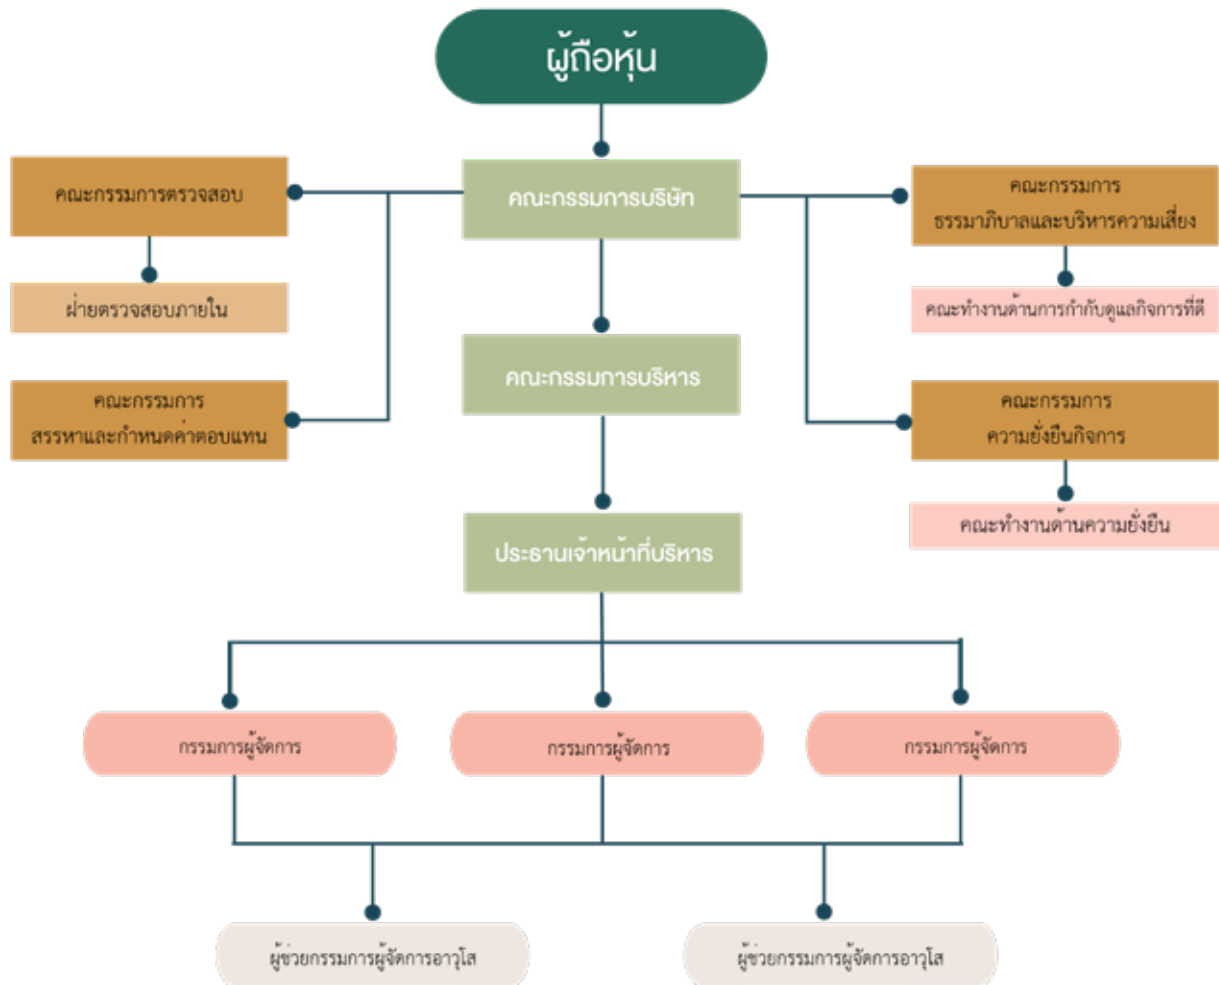 ผู้ถือหุ้น
คณะกรรมการตรวจสอบ
คณะกรรมการบริษัท
คณะกรรมการ
ธรรมาภิบาลและบริหารความเสี่ยง
ฝ่ายตรวจสอบภายใน
คณะทำงานด้านการกำกับดูแลกิจการที่ดี
คณะกรรมการบริหาร
คณะกรรมการ
สรรหาและกำหนดค่าตอบแทน
คณะกรรมการ
ความยั่งยืนกิจการ
คณะทำงานด้านความยั่งยืน
ประธานเจ้าหน้าที่บริหาร
กรรมการผู้จัดการ
กรรมการผู้จัดการ
กรรมการผู้จัดการ
ผู้ช่วยกรรมการผู้จัดการอาวุโส
ผู้ช่วยกรรมการผู้จัดการอาวุโส